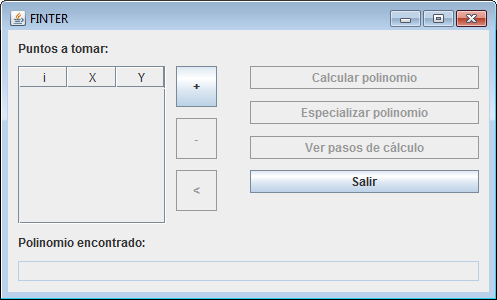 FINTER
Puntos a tomar:
i X Y
+
-
<
Calcular polinomio
Especializar polinomio
Ver pasos de cálculo
Salir
Polinomio encontrado: